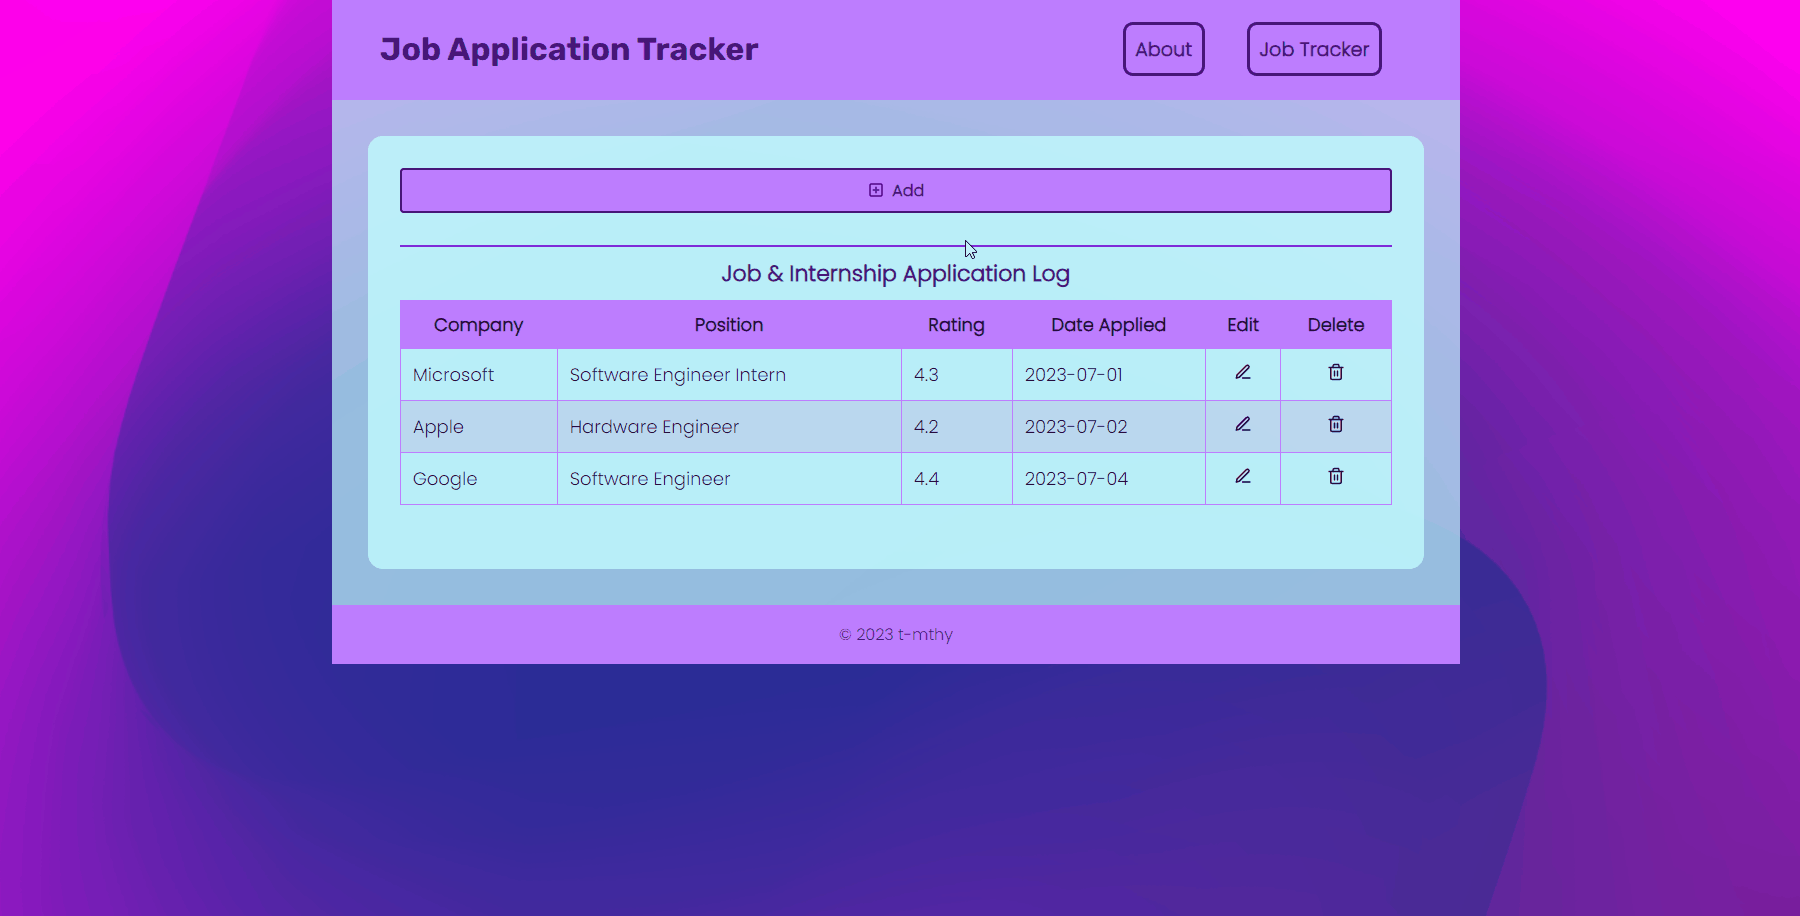 Job Application Tracker About Job Tracker
Add
Job & Internship Application Log
Company Position Rating Date Applied Edit Delete
Microsoft Software Engineer Intern 4.3 2023-07-01
Apple Hardware Engineer 4.2 2023-07-02
Google Software Engineer 4.4 2023-07-04
© 2023 t-mthy